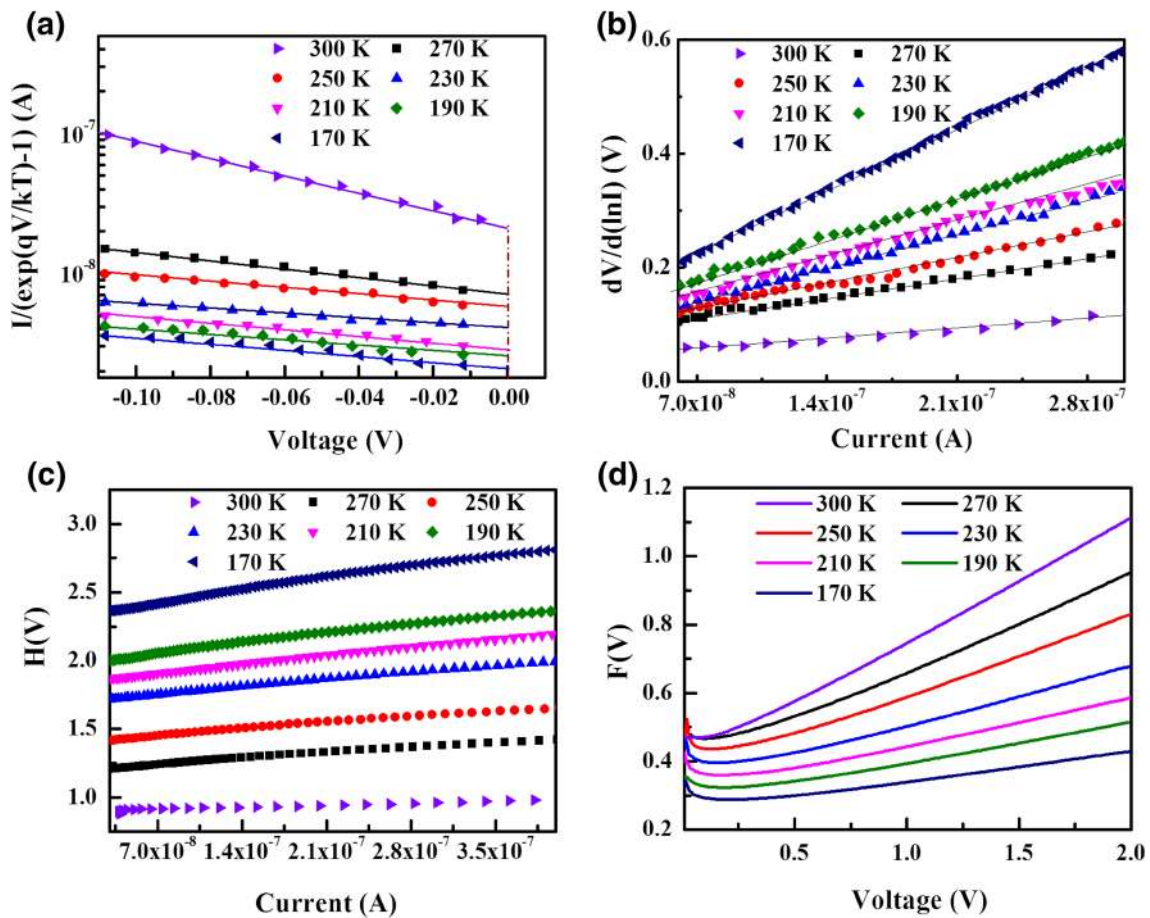 (a)
300 K 270 K
250 K 230 K
210 K 190 K
170 K
I/(exp(qV/kT)-1) (A)
10⁻⁷
10⁻⁸
-0.10 -0.08 -0.06 -0.04 -0.02 0.00
Voltage (V)
(b)
300 K 270 K
250 K 230 K
210 K 190 K
170 K
dV/d(lnI) (V)
0.6
0.4
0.2
0.0
7.0x10⁻⁸ 1.4x10⁻⁷ 2.1x10⁻⁷ 2.8x10⁻⁷
Current (A)
(c)
300 K 270 K 250 K
230 K 210 K 190 K
170 K
H(V)
3.0
2.5
2.0
1.5
1.0
7.0x10⁻⁸ 1.4x10⁻⁷ 2.1x10⁻⁷ 2.8x10⁻⁷ 3.5x10⁻⁷
Current (A)
(d)
300 K 270 K
250 K 230 K
210 K 190 K
170 K
F(V)
1.2
1.0
0.8
0.6
0.4
0.2
0.5 1.0 1.5 2.0
Voltage (V)